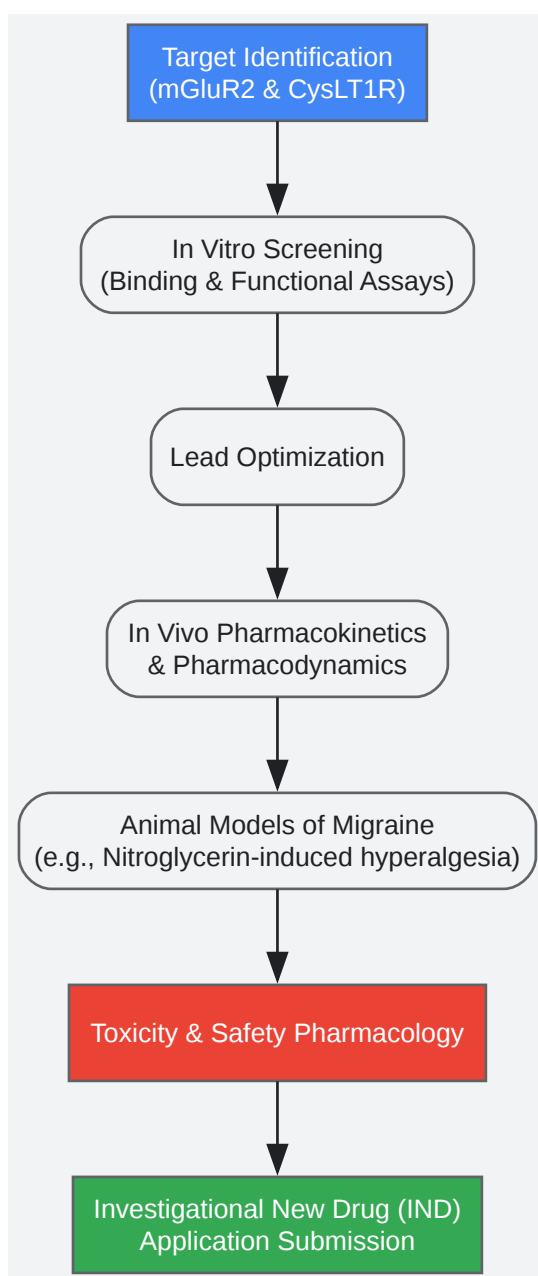 Target Identification
(mGluR2 & CysLT1R)
In Vitro Screening
(Binding & Functional Assays)
Lead Optimization
In Vivo Pharmacokinetics
& Pharmacodynamics
Animal Models of Migraine
(e.g., Nitroglycerin-induced hyperalgesia)
Toxicity & Safety Pharmacology
Investigational New Drug (IND)
Application Submission